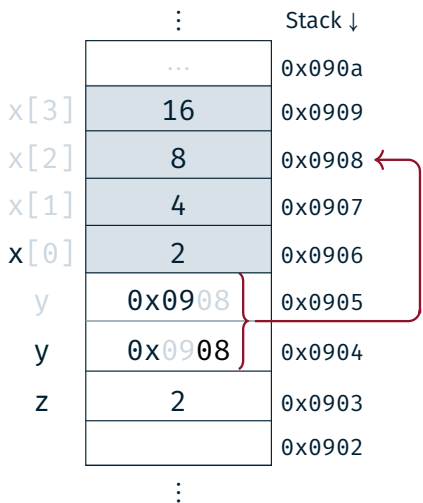 ⋮ Stack ↓
… 0x090a
x[3] 16 0x0909
x[2] 8 0x0908
x[1] 4 0x0907
x[0] 2 0x0906
y 0x0908 0x0905
y 0x0908 0x0904
z 2 0x0903
0x0902
⋮